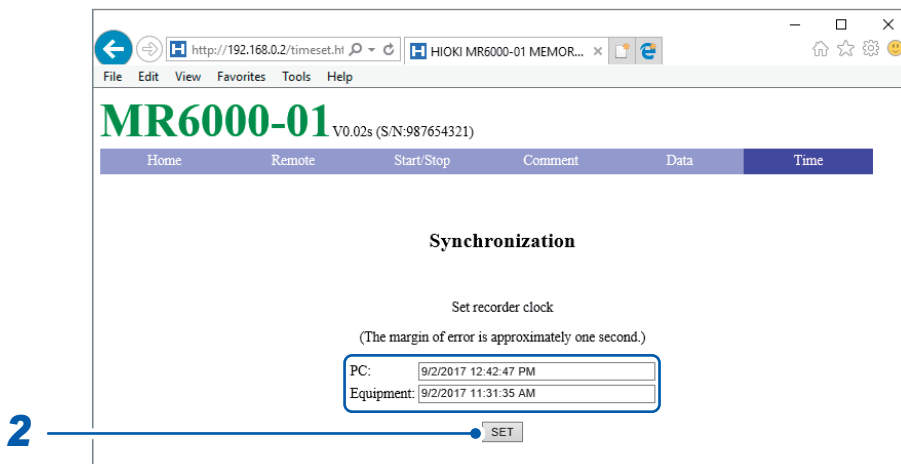 http://192.168.0.2/timeset.ht
HIOKI MR6000-01 MEMOR...
File Edit View Favorites Tools Help
MR6000-01 V0.02s (S/N:987654321)
Home Remote Start/Stop Comment Data Time
Synchronization
Set recorder clock
(The margin of error is approximately one second.)
PC: 9/2/2017 12:42:47 PM
Equipment: 9/2/2017 11:31:35 AM
2 SET